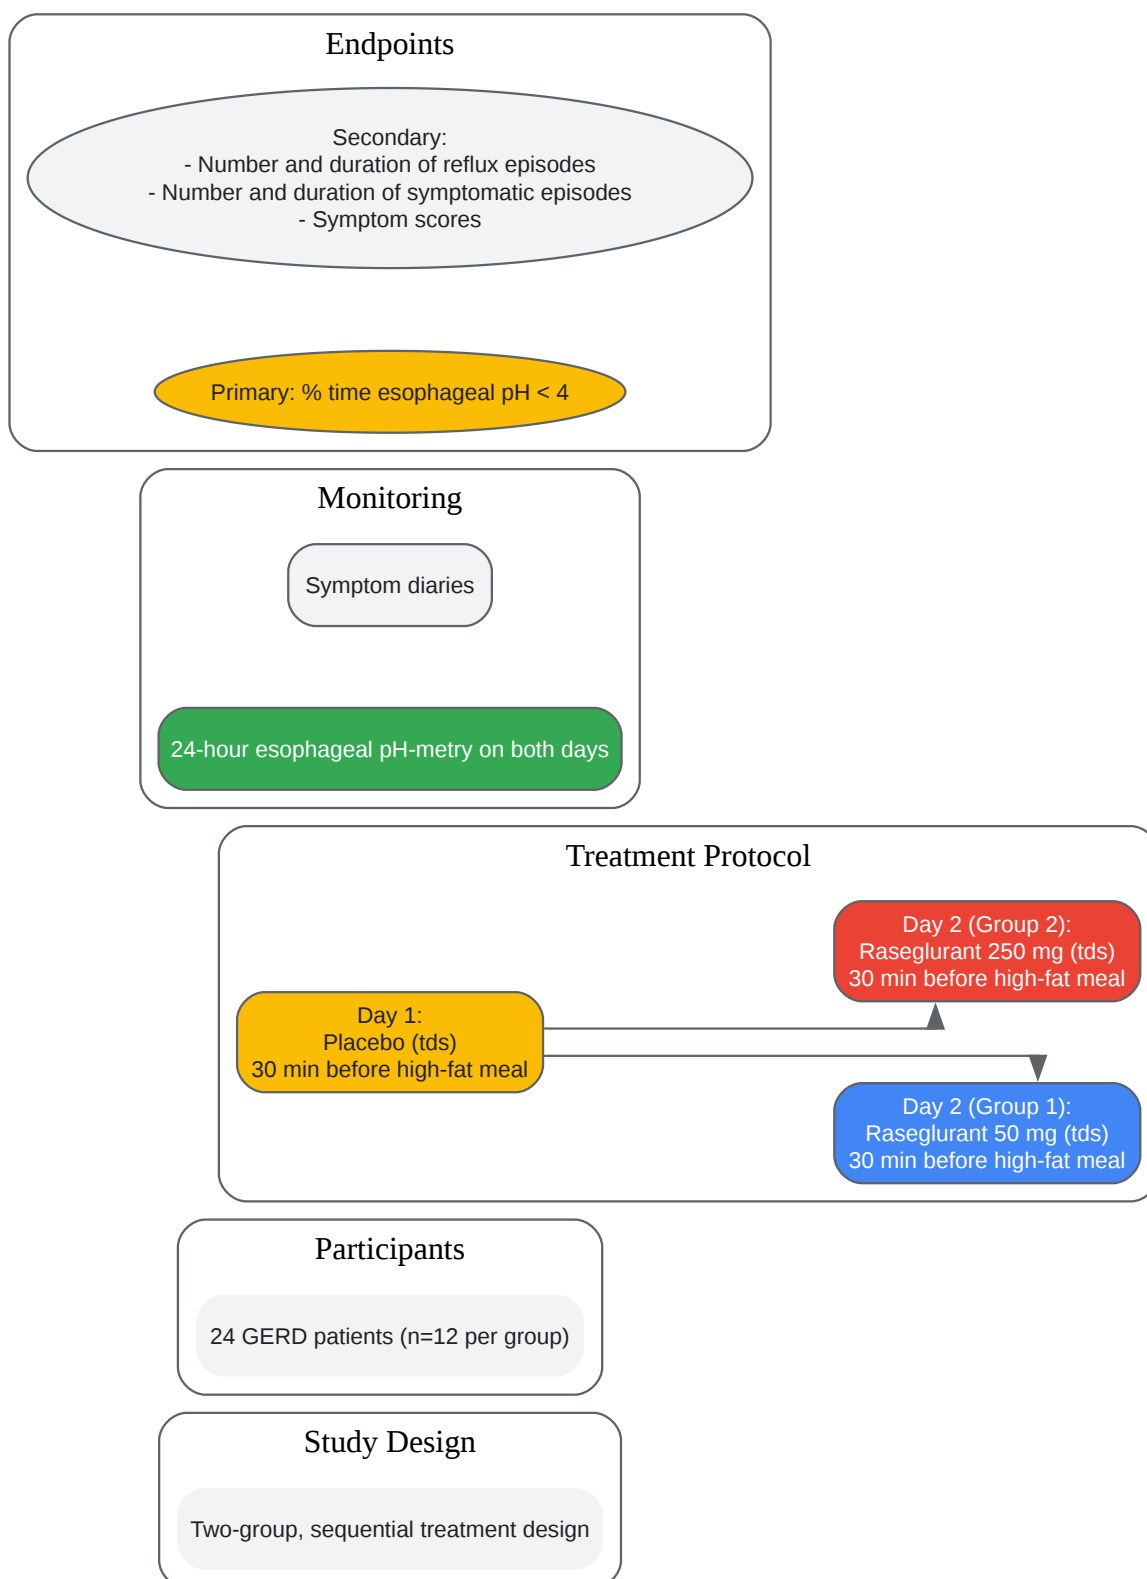 Endpoints
Secondary:
- Number and duration of reflux episodes
- Number and duration of symptomatic episodes
- Symptom scores
Primary: % time esophageal pH < 4
Monitoring
Symptom diaries
24-hour esophageal pH-metry on both days
Treatment Protocol
Day 2 (Group 2):
Raseglurant 250 mg (tds)
30 min before high-fat meal
Day 1:
Placebo (tds)
30 min before high-fat meal
Day 2 (Group 1):
Raseglurant 50 mg (tds)
30 min before high-fat meal
Participants
24 GERD patients (n=12 per group)
Study Design
Two-group, sequential treatment design